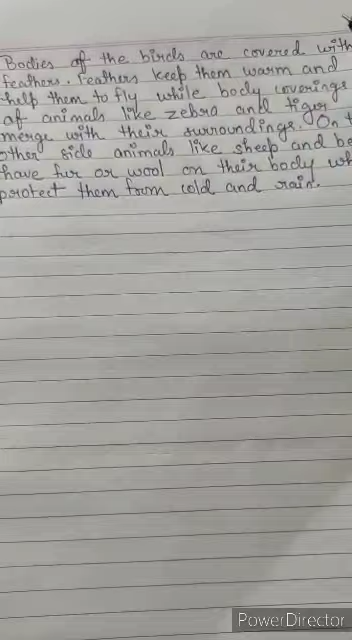 Bodies of the birds are covered with
feathers. Feathers keep them warm and
help them to fly while body coverings
of animals like zebra and tiger
merge with their surroundings. On t
other side animals like sheep and be
have fur or wool on their body wh
protect them from cold and rain.
PowerDirector